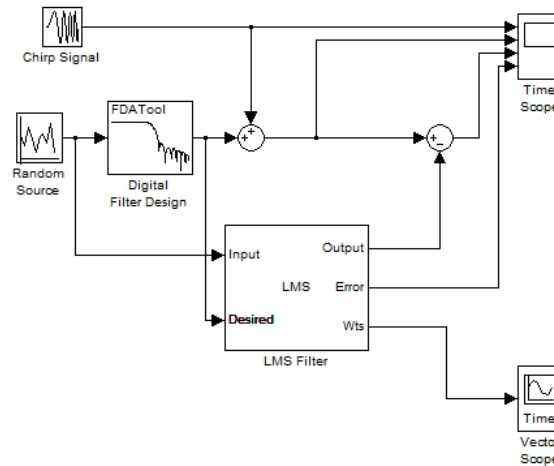 Chirp Signal
Time
Scope
FDATool
Random
Source
Digital
Filter Design
Input
Output
LMS
Error
Desired
Wts
LMS Filter
Time
Vecto
Scope